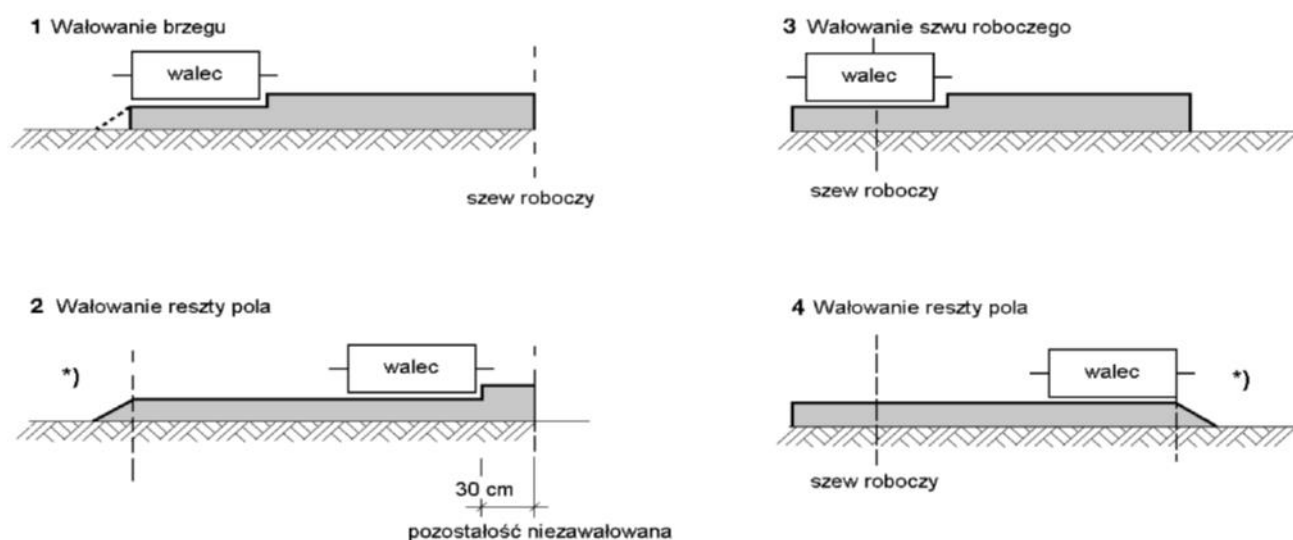 1 Wałowanie brzegu
walec
szew roboczy
2 Wałowanie reszty pola
*)
walec
30 cm
pozostałość niezawałowana
3 Wałowanie szwu roboczego
walec
szew roboczy
4 Wałowanie reszty pola
walec
*)
szew roboczy